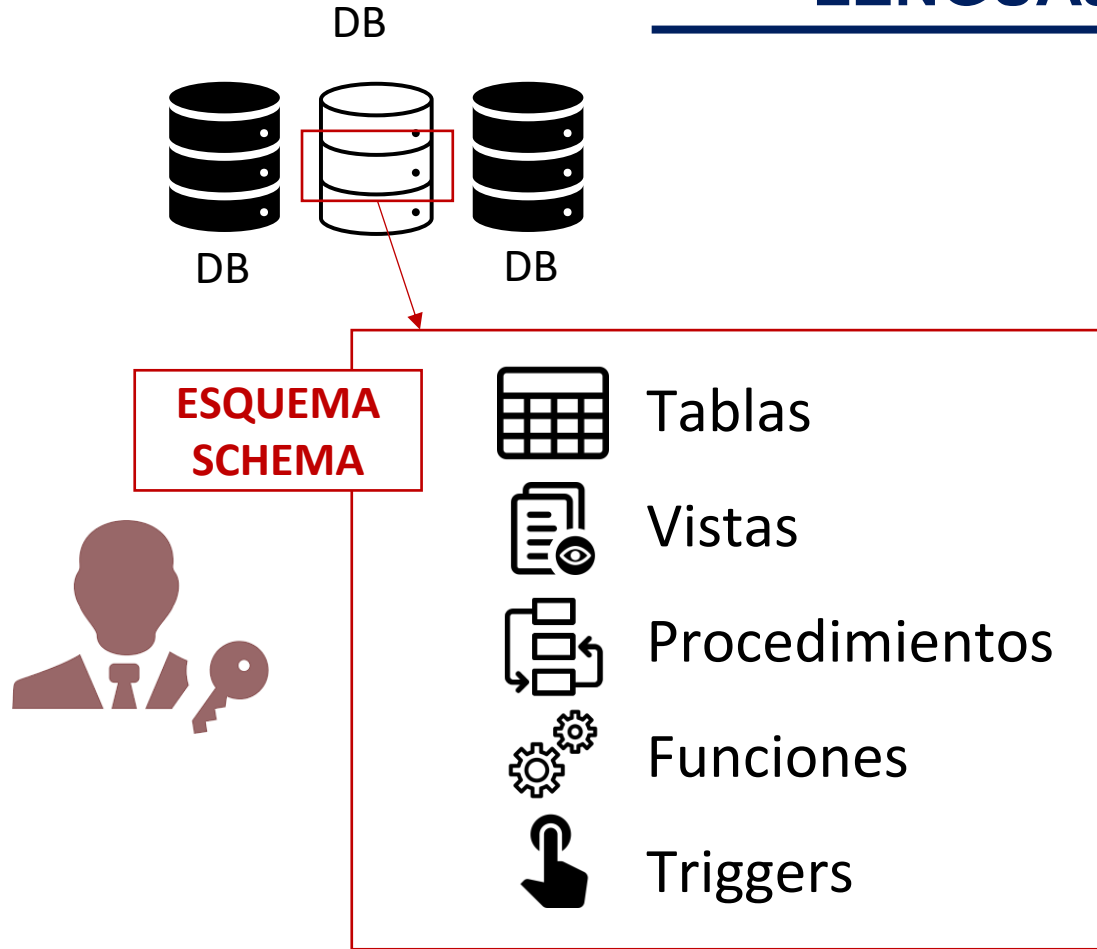 DB
DB
DB
ESQUEMA
SCHEMA
Tablas
Vistas
Procedimientos
Funciones
Triggers